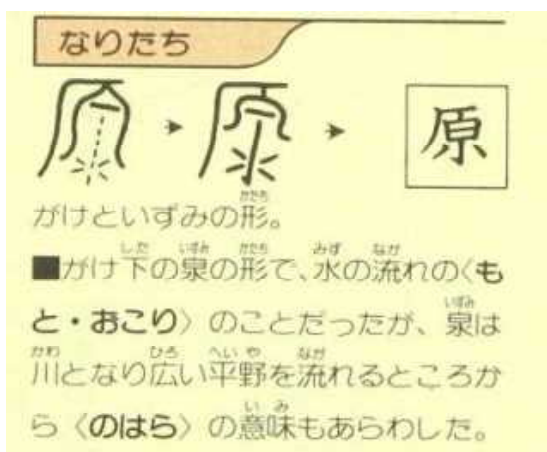 なりたち
原
がけといずみの形。
■がけ下の泉の形で、水の流れの〈も
と・おこり〉のことだったが、泉は
川となり広い平野を流れるところか
ら〈のはら〉の意味もあらわした。